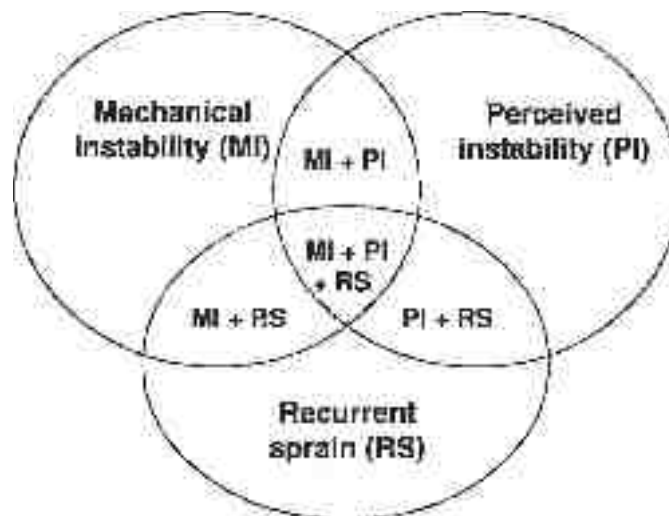 Mechanical
instability (MI)
Perceived
instability (PI)
MI + PI
MI + PI
+ RS
MI + RS
PI + RS
Recurrent
sprain (RS)